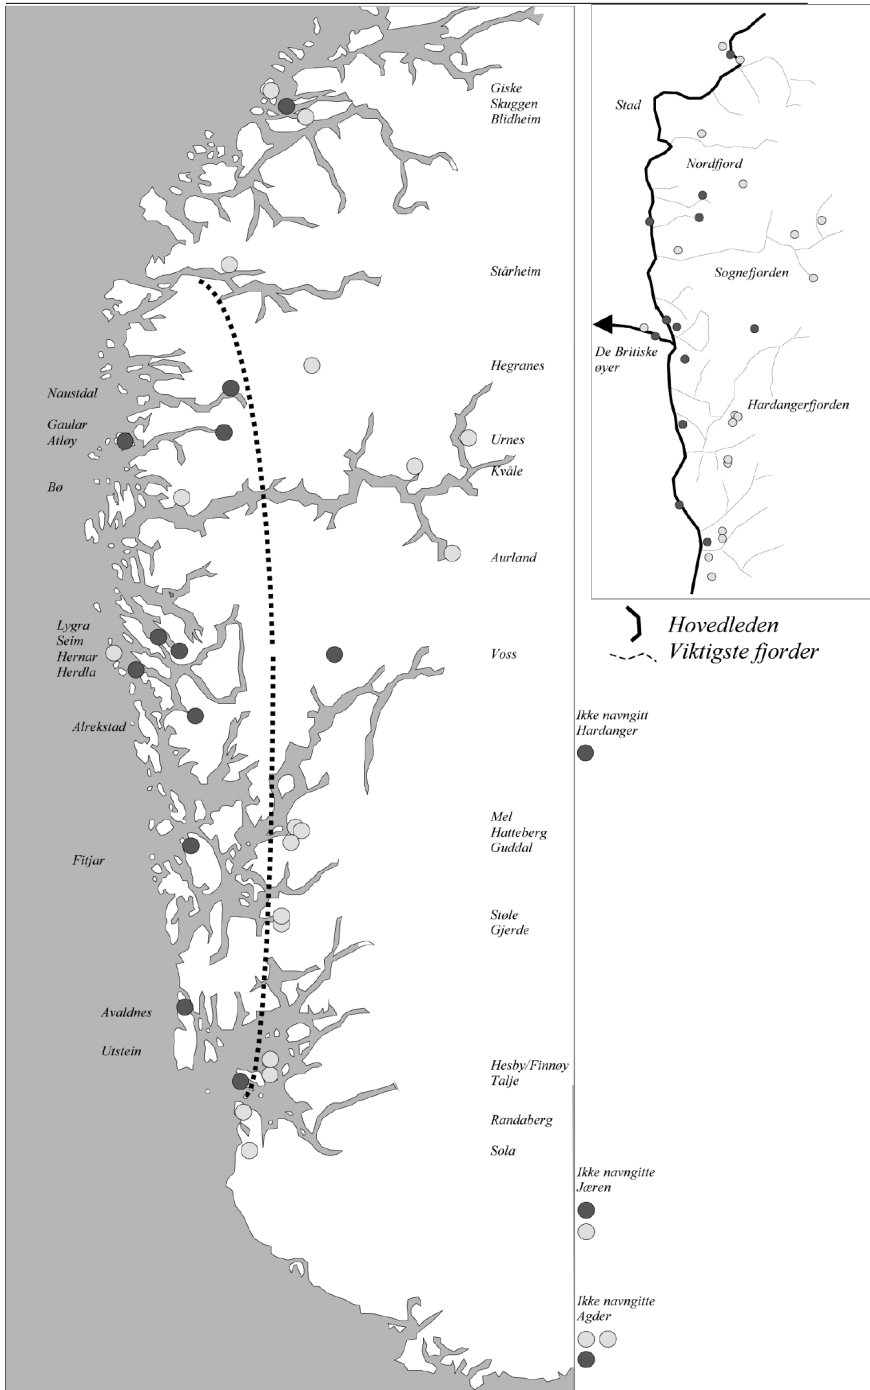 Giske
Skuggen
Blidheim
Stårheim
Hegranes
Naustdal
Gaular
Atløy
Urnes
Kvåle
Bø
Aurland
Lygra
Seim
Hernar
Herdla
Voss
Alrekstad
Mel
Hatteberg
Guddal
Fitjar
Støle
Gjerde
Avaldnes
Utstein
Hesby/Finnøy
Talje
Randaberg
Sola
Stad
Nordfjord
Sognefjorden
De Britiske
øyer
Hardangerfjorden
Hovedleden
Viktigste fjorder
Ikke navngitt
Hardanger
Ikke navngitte
Jæren
Ikke navngitte
Agder